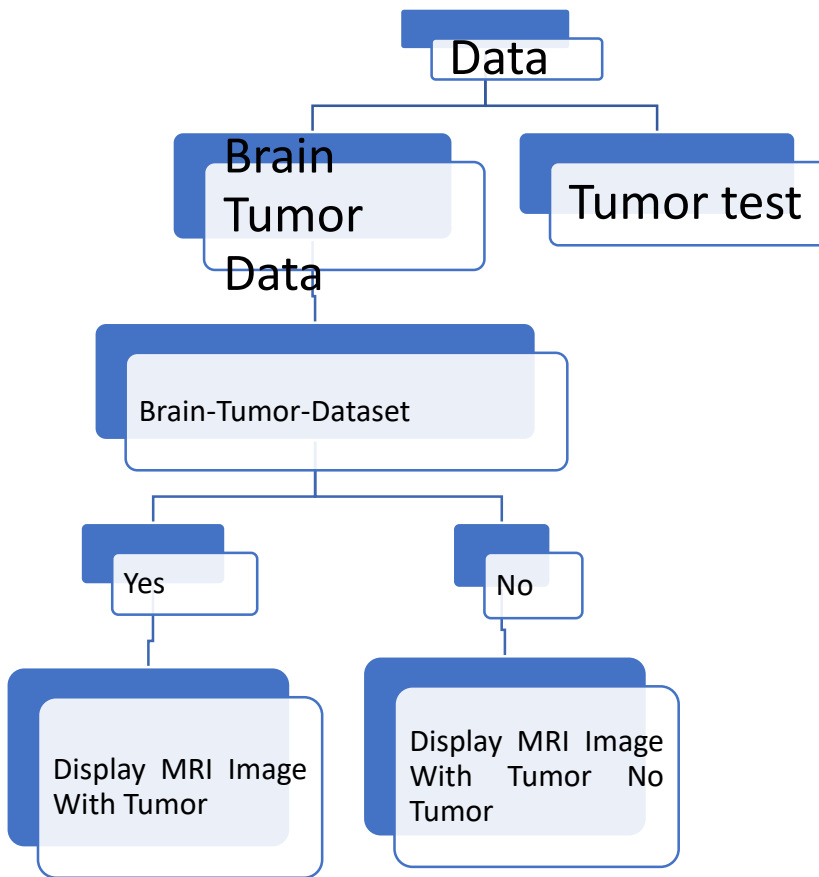 Data
Brain
Tumor
Data
Tumor test
Brain-Tumor-Dataset
Yes
No
Display MRI Image
With Tumor
Display MRI Image
With Tumor No
Tumor